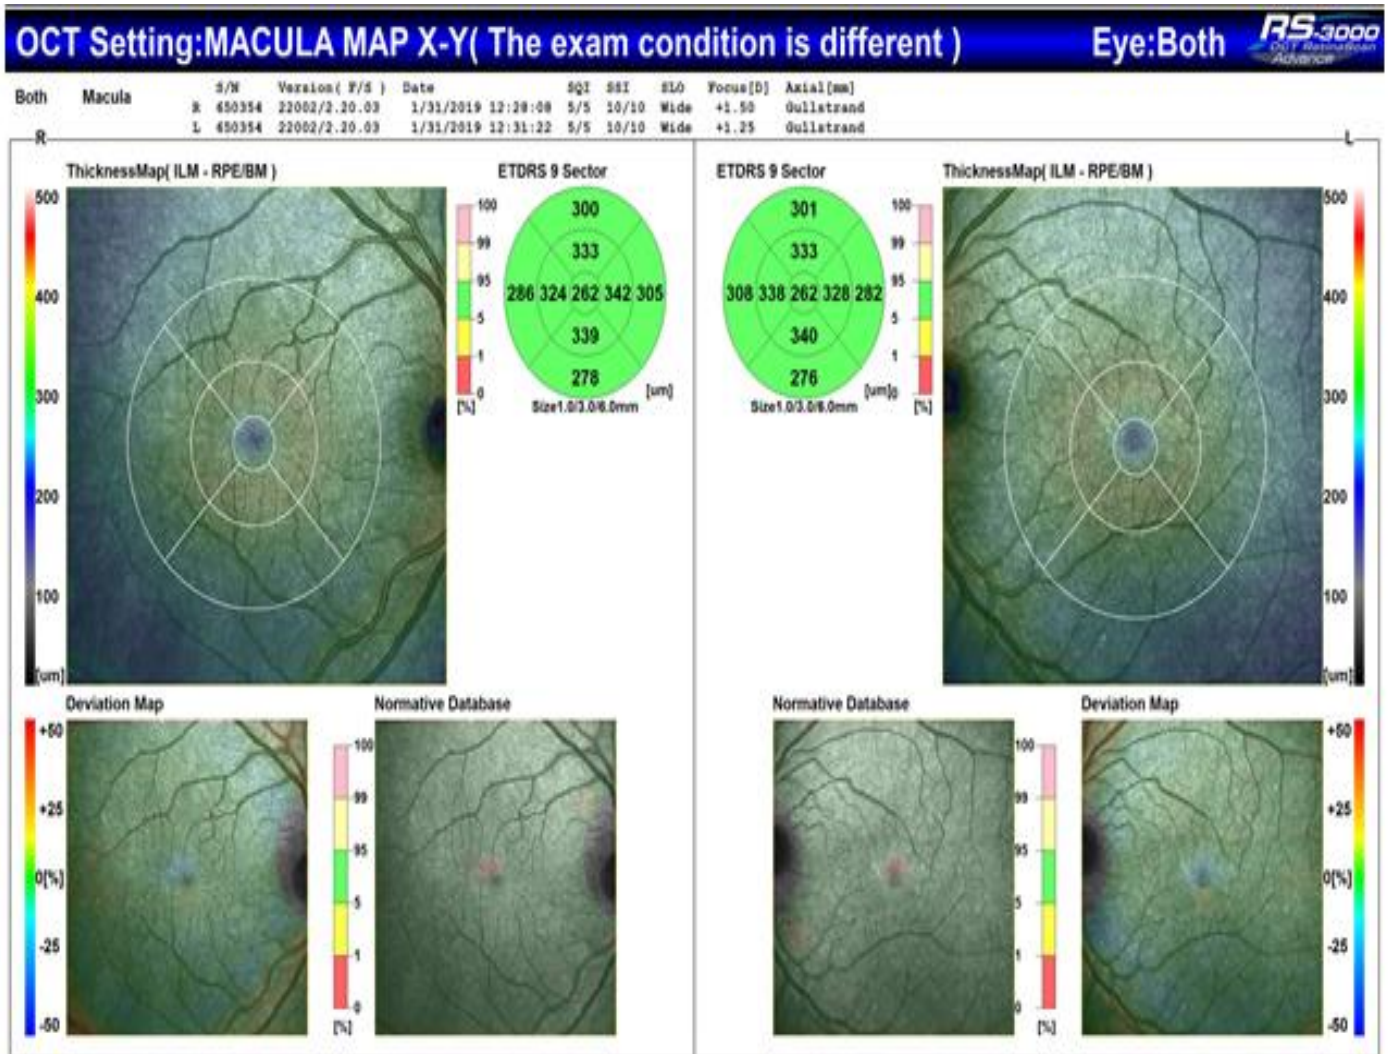 OCT Setting:MACULA MAP X-Y( The exam condition is different ) Eye:Both RS-3000
OCT RetinaScan
Advance
S/N Version( F/S ) Date SQI SSI SLO Focus[D] Axial[mm]
Both Macula
R 650354 22002/2.20.03 1/31/2019 12:28:08 5/5 10/10 Wide +1.50 Gullstrand
L 650354 22002/2.20.03 1/31/2019 12:31:22 5/5 10/10 Wide +1.25 Gullstrand
R
ThicknessMap( ILM - RPE/BM )
500
400
300
200
100
[um]
ETDRS 9 Sector
100
99
95
5
1
0
[%]
300
333
286 324 262 342 305
339
278
[um]
Size1.0/3.0/6.0mm
Deviation Map
+50
+25
0[%]
-25
-50
Normative Database
100
99
95
5
1
0
[%]
L
ETDRS 9 Sector
301
333
308 338 262 328 282
340
276
[um]
Size1.0/3.0/6.0mm
100
99
95
5
1
0
[%]
ThicknessMap( ILM - RPE/BM )
500
400
300
200
100
[um]
Normative Database
100
99
95
5
1
0
[%]
Deviation Map
+50
+25
0[%]
-25
-50